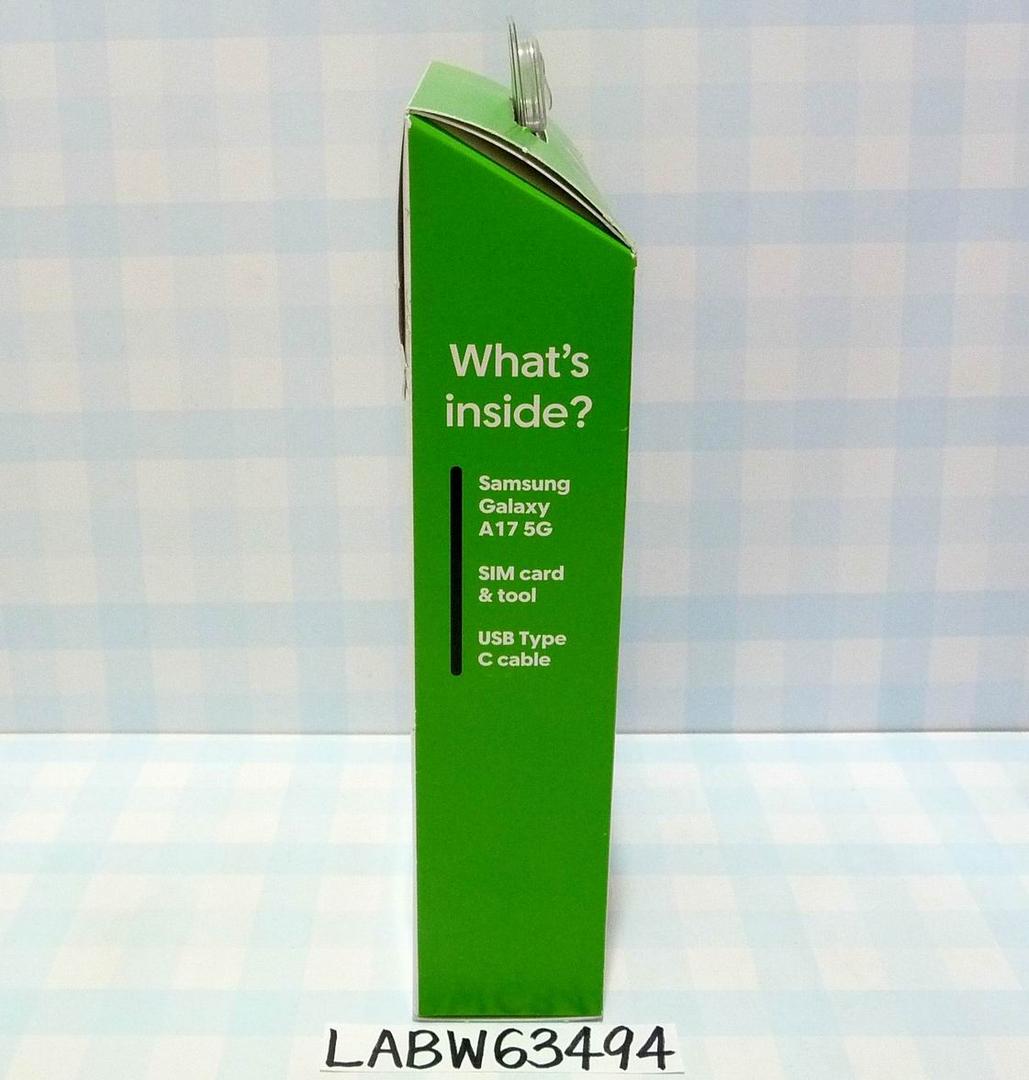 What's
inside?
Samsung
Galaxy
A17 5G
SIM card
& tool
USB Type
C cable
LABW63494